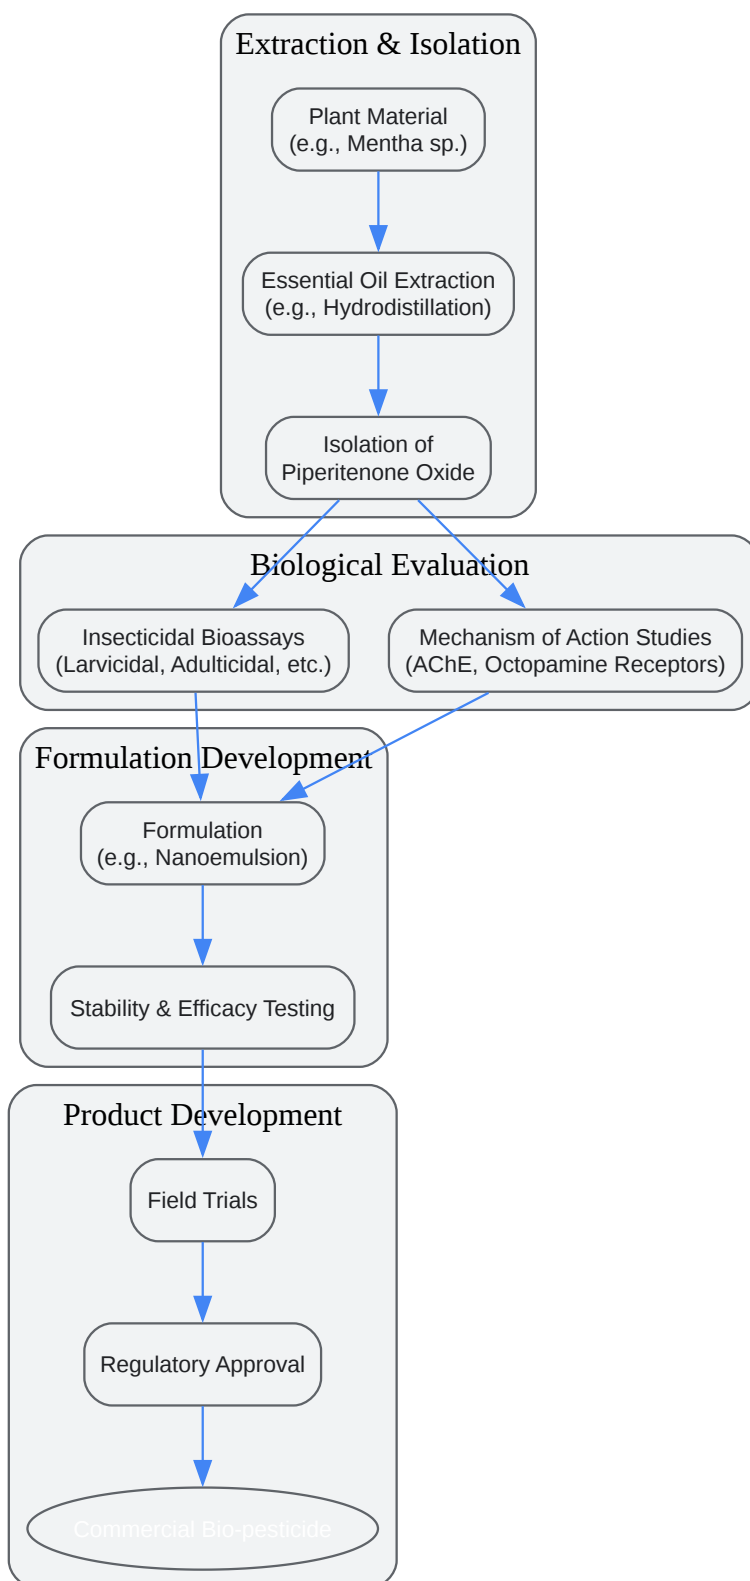 Extraction & Isolation
Plant Material
(e.g., Mentha sp.)
Essential Oil Extraction
(e.g., Hydrodistillation)
Isolation of
Piperitenone Oxide
Biological Evaluation
Insecticidal Bioassays
(Larvicidal, Adulticidal, etc.)
Mechanism of Action Studies
(AChE, Octopamine Receptors)
Formulation Development
Formulation
(e.g., Nanoemulsion)
Stability & Efficacy Testing
Product Development
Field Trials
Regulatory Approval
Commercial Bio-pesticide